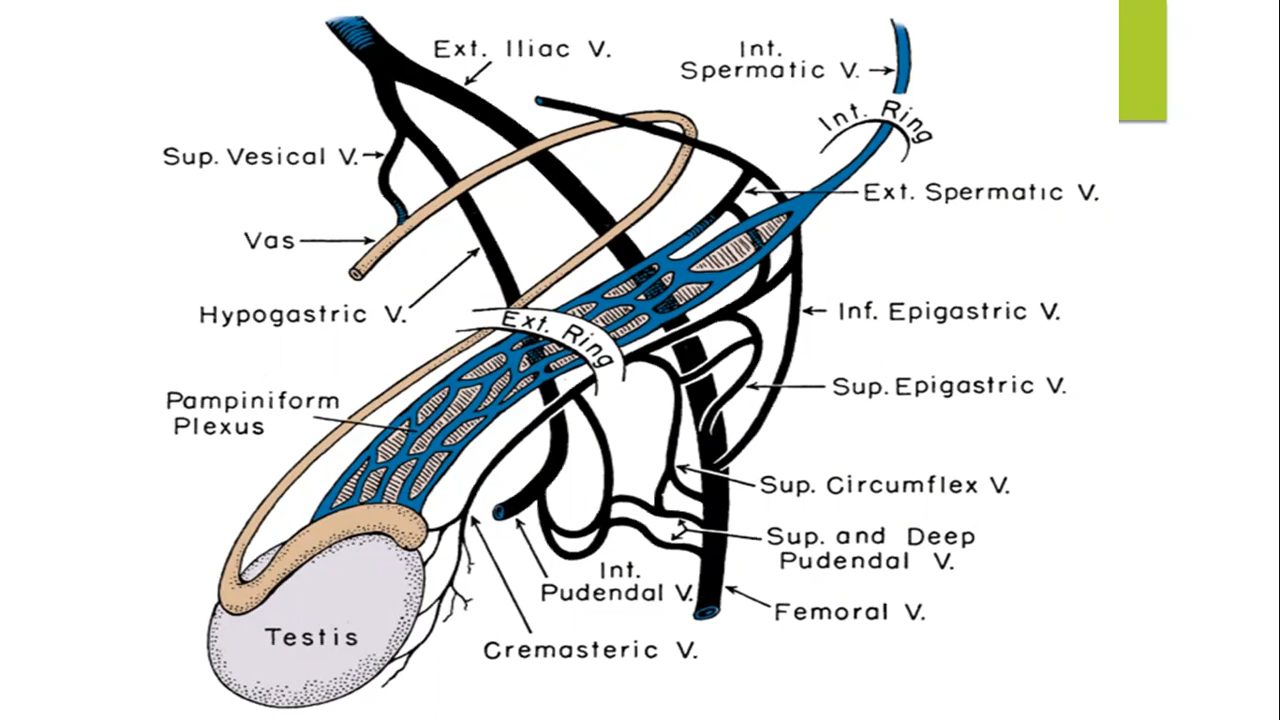 Ext. Iliac V.
Int.
Spermatic V.
Int. Ring
Sup. Vesical V.
Ext. Spermatic V.
Vas
Hypogastric V.
Inf. Epigastric V.
Ext. Ring
Sup. Epigastric V.
Pampiniform
Plexus
Sup. Circumflex V.
Sup. and Deep
Pudendal V.
Int.
Pudendal V.
Femoral V.
Testis
Cremasteric V.